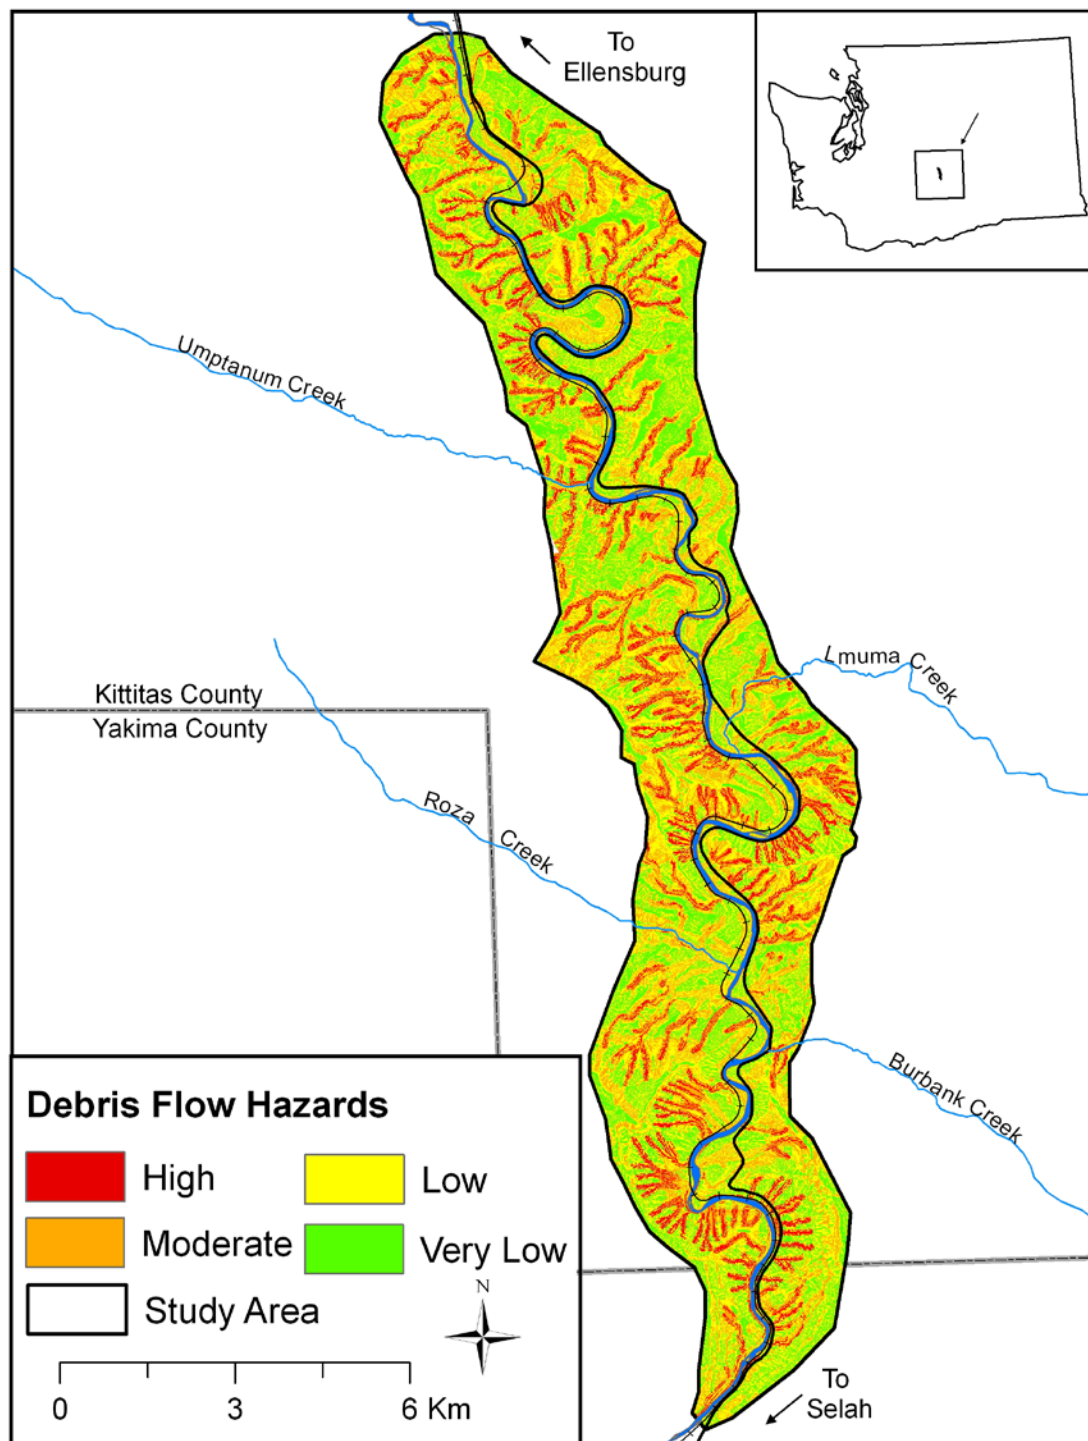 To
Ellensburg
Umptanum Creek
Lmuma Creek
Kittitas County
Yakima County
Roza Creek
Burbank Creek
Debris Flow Hazards
High
Low
Moderate
Very Low
Study Area
N
0 3 6 Km
To
Selah